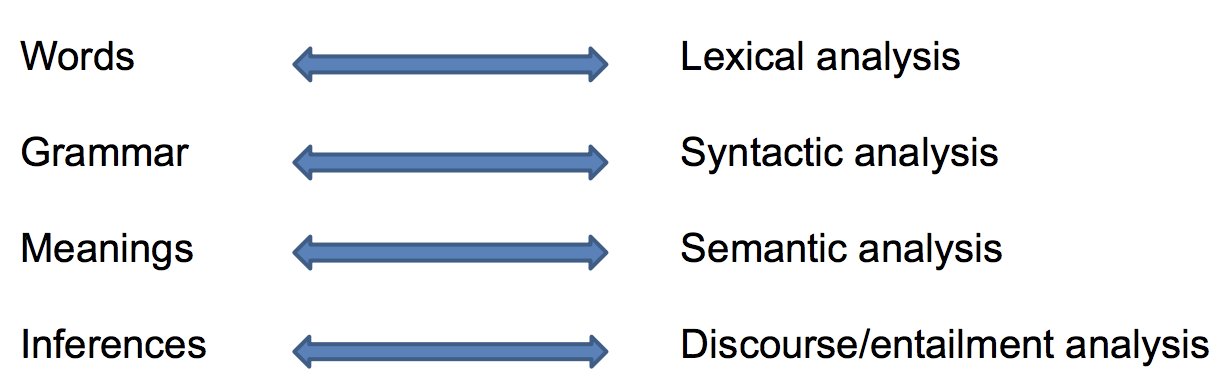 Words Lexical analysis
Grammar Syntactic analysis
Meanings Semantic analysis
Inferences Discourse/entailment analysis